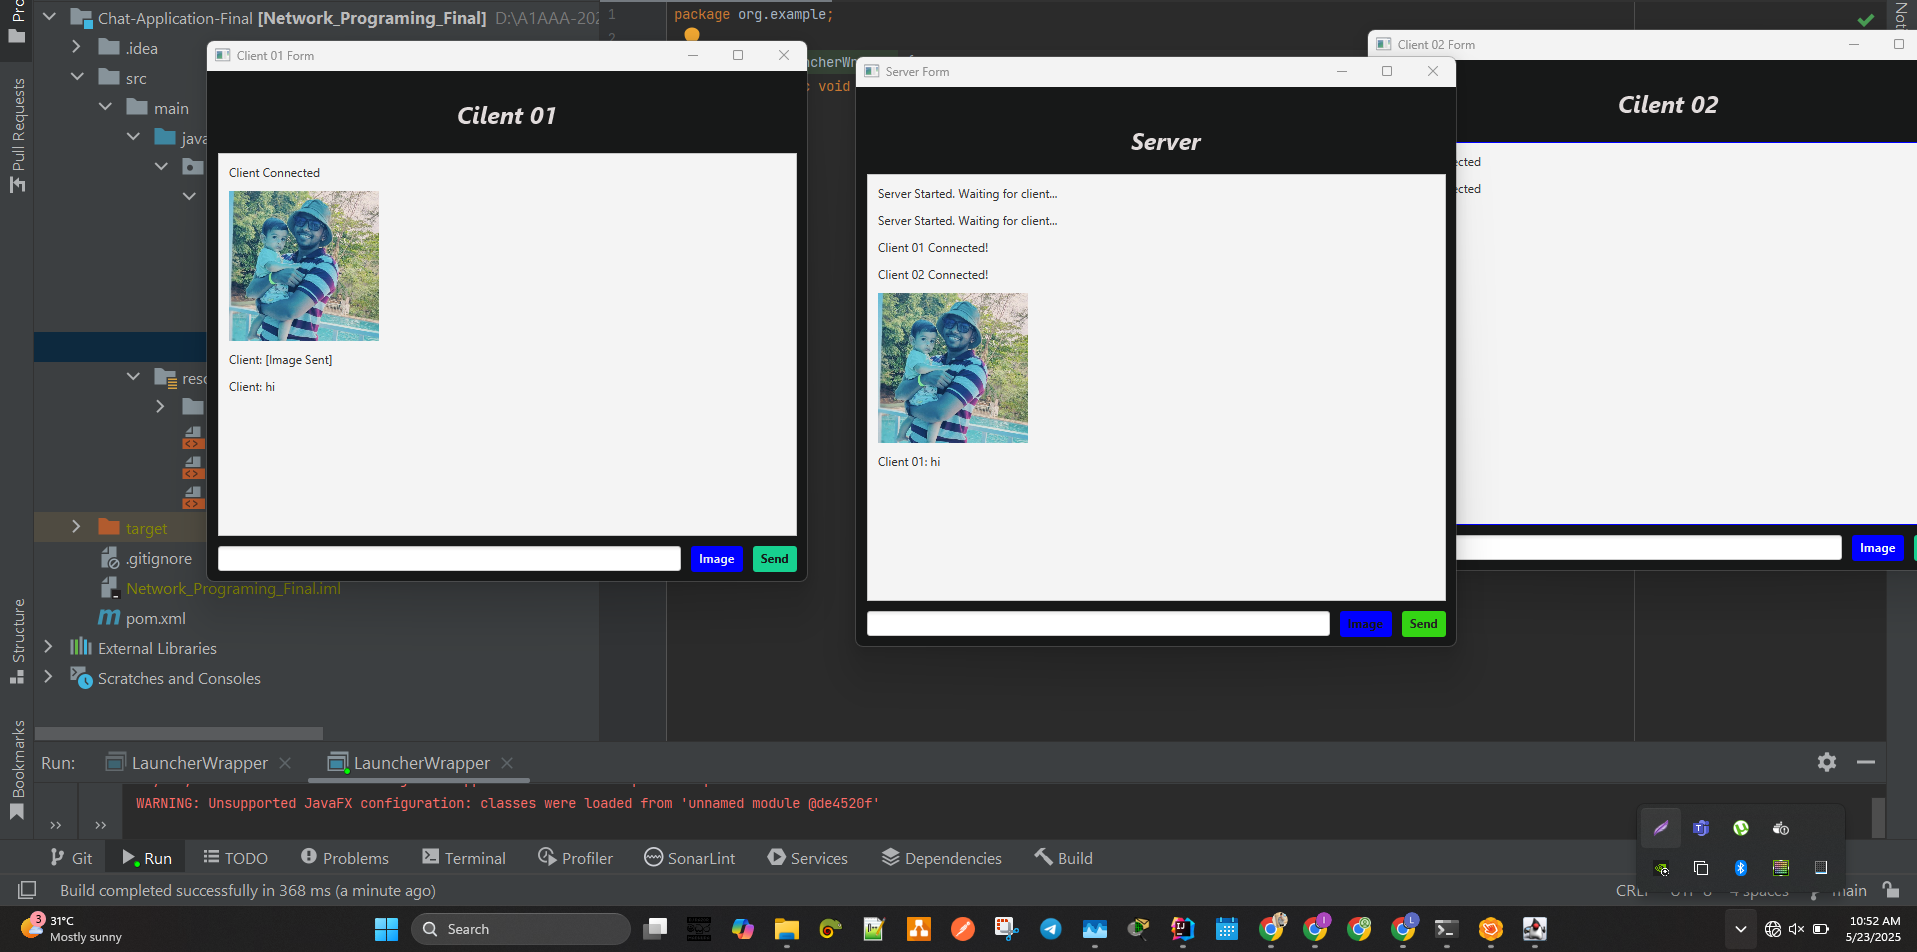 Chat-Application-Final [Network_Programing_Final] D:\A1AAA-202
.idea
src
main
java
reso
target
.gitignore
Network_Programing_Final.iml
pom.xml
External Libraries
Scratches and Consoles
Pull Requests
Structure
Bookmarks
1
2
package org.example;
void
Client 01 Form
Cilent 01
Client Connected
Client: [Image Sent]
Client: hi
Image
Send
Server Form
Server
Server Started. Waiting for client...
Server Started. Waiting for client...
Client 01 Connected!
Client 02 Connected!
Client 01: hi
Image
Send
Client 02 Form
Cilent 02
ected
ected
Image
Run:
LauncherWrapper
LauncherWrapper
WARNING: Unsupported JavaFX configuration: classes were loaded from 'unnamed module @de4520f'
Git
Run
TODO
Problems
Terminal
Profiler
SonarLint
Services
Dependencies
Build
Build completed successfully in 368 ms (a minute ago)
main
3
31°C
Mostly sunny
Search
10:52 AM
5/23/2025